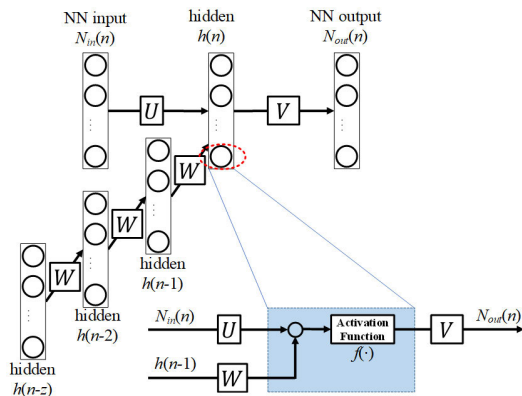 NN input
N_in(n)
hidden
h(n)
NN output
N_out(n)
U
V
W
W
W
hidden
h(n-1)
hidden
h(n-2)
hidden
h(n-z)
N_in(n)
U
Activation
Function
f(·)
V
N_out(n)
h(n-1)
W